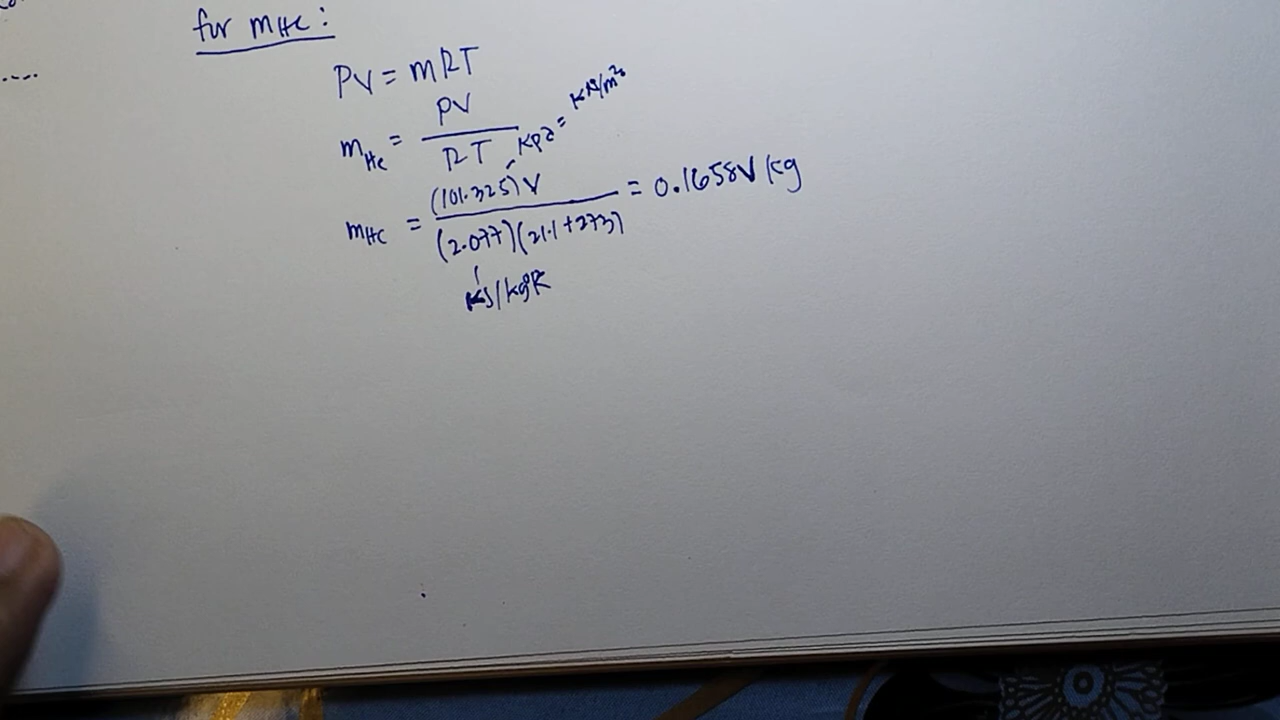 for mHe:
....
PV = mRT
mHe = PV / RT
KPa = KN/m²
mHe = (101.325)V / (2.077)(21.1+273) = 0.1658V kg
KJ/kg°K